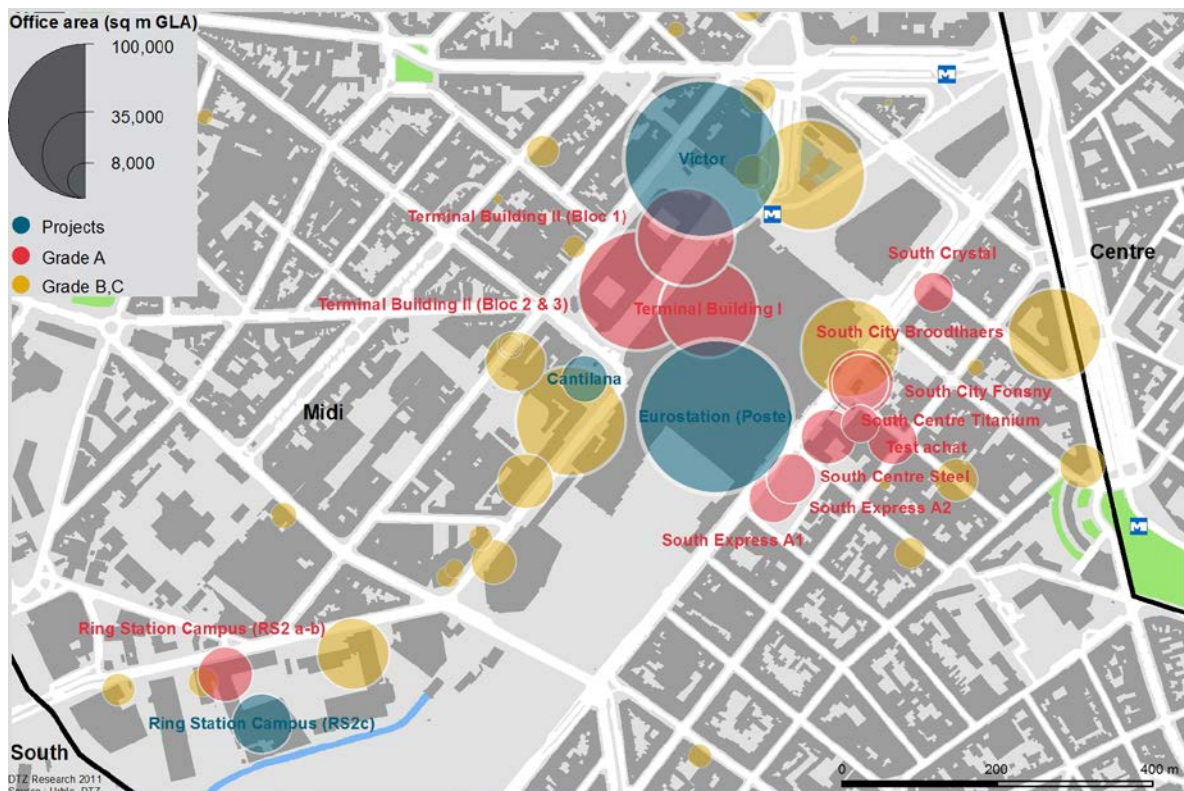 Office area (sq m GLA)
100,000
35,000
8,000
Projects
Grade A
Grade B,C
M
Victor
Terminal Building II (Bloc 1)
M
South Crystal
Centre
Terminal Building II (Bloc 2 & 3)
Terminal Building I
South City Broodthaers
Cantilana
South City Fonsny
Midi
Eurostation (Poste)
South Centre Titanium
Test achat
South Centre Steel
South Express A2
M
South Express A1
Ring Station Campus (RS2 a-b)
Ring Station Campus (RS2c)
South
DTZ Research 2011
Source : Urbis, DTZ
0 200 400 m